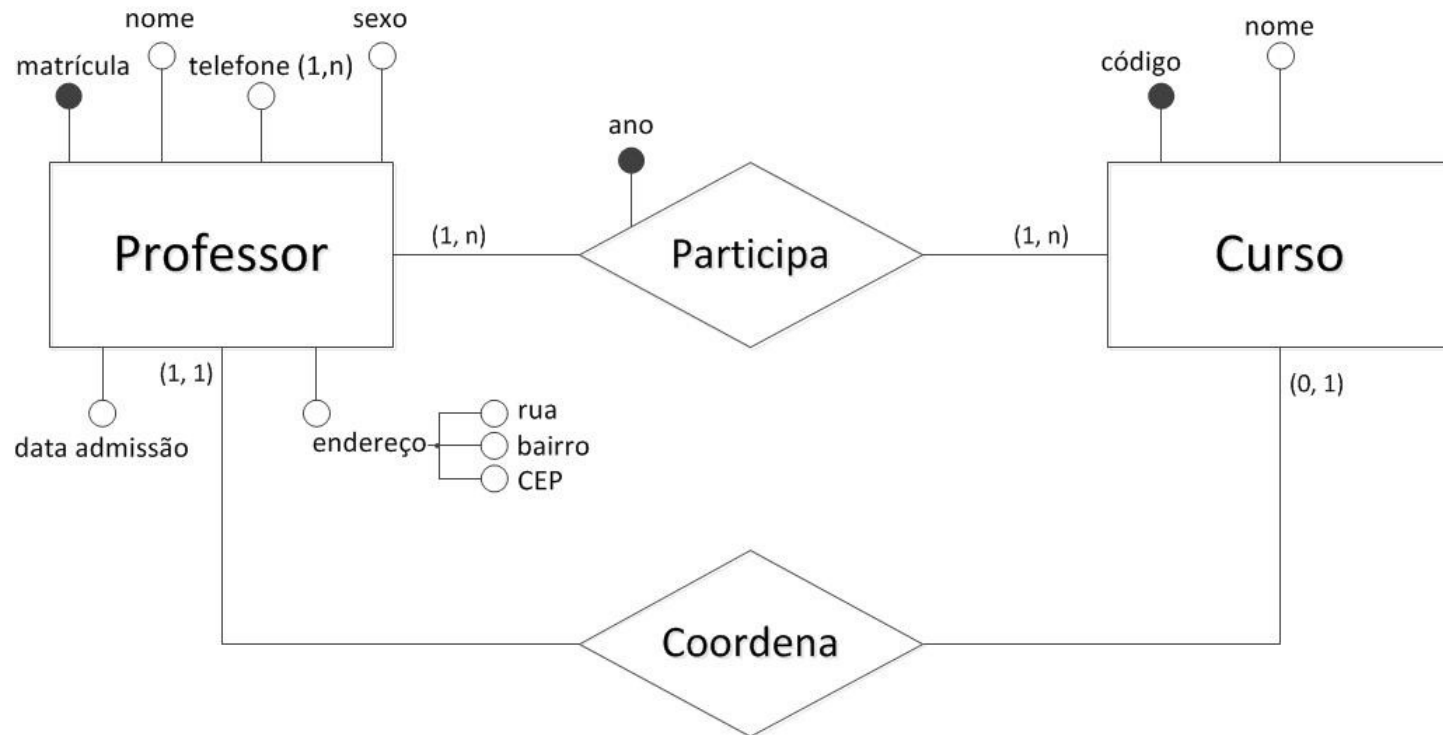 nome
sexo
matrícula
telefone (1,n)
nome
código
ano
Professor
(1, n)
Participa
(1, n)
Curso
(1, 1)
(0, 1)
data admissão
endereço
rua
bairro
CEP
Coordena